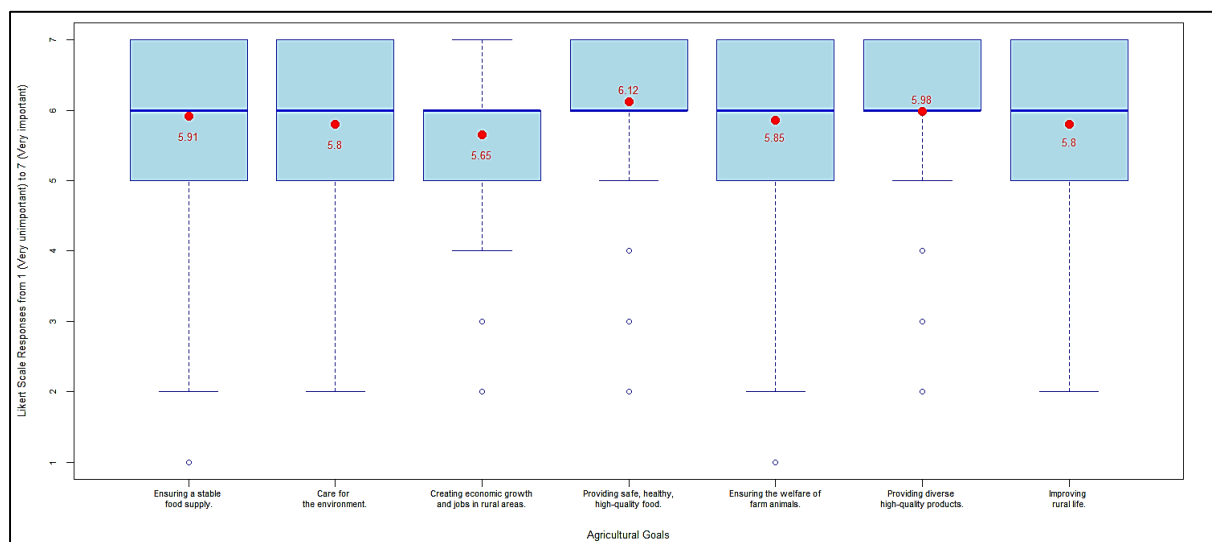 Likert Scale Responses from 1 (Very unimportant) to 7 (Very important)
7
6
5
4
3
2
1
5.91
5.8
5.65
6.12
5.85
5.98
5.8
Ensuring a stable
food supply.
Care for
the environment.
Creating economic growth
and jobs in rural areas.
Providing safe, healthy,
high-quality food.
Ensuring the welfare of
farm animals.
Providing diverse
high-quality products.
Improving
rural life.
Agricultural Goals